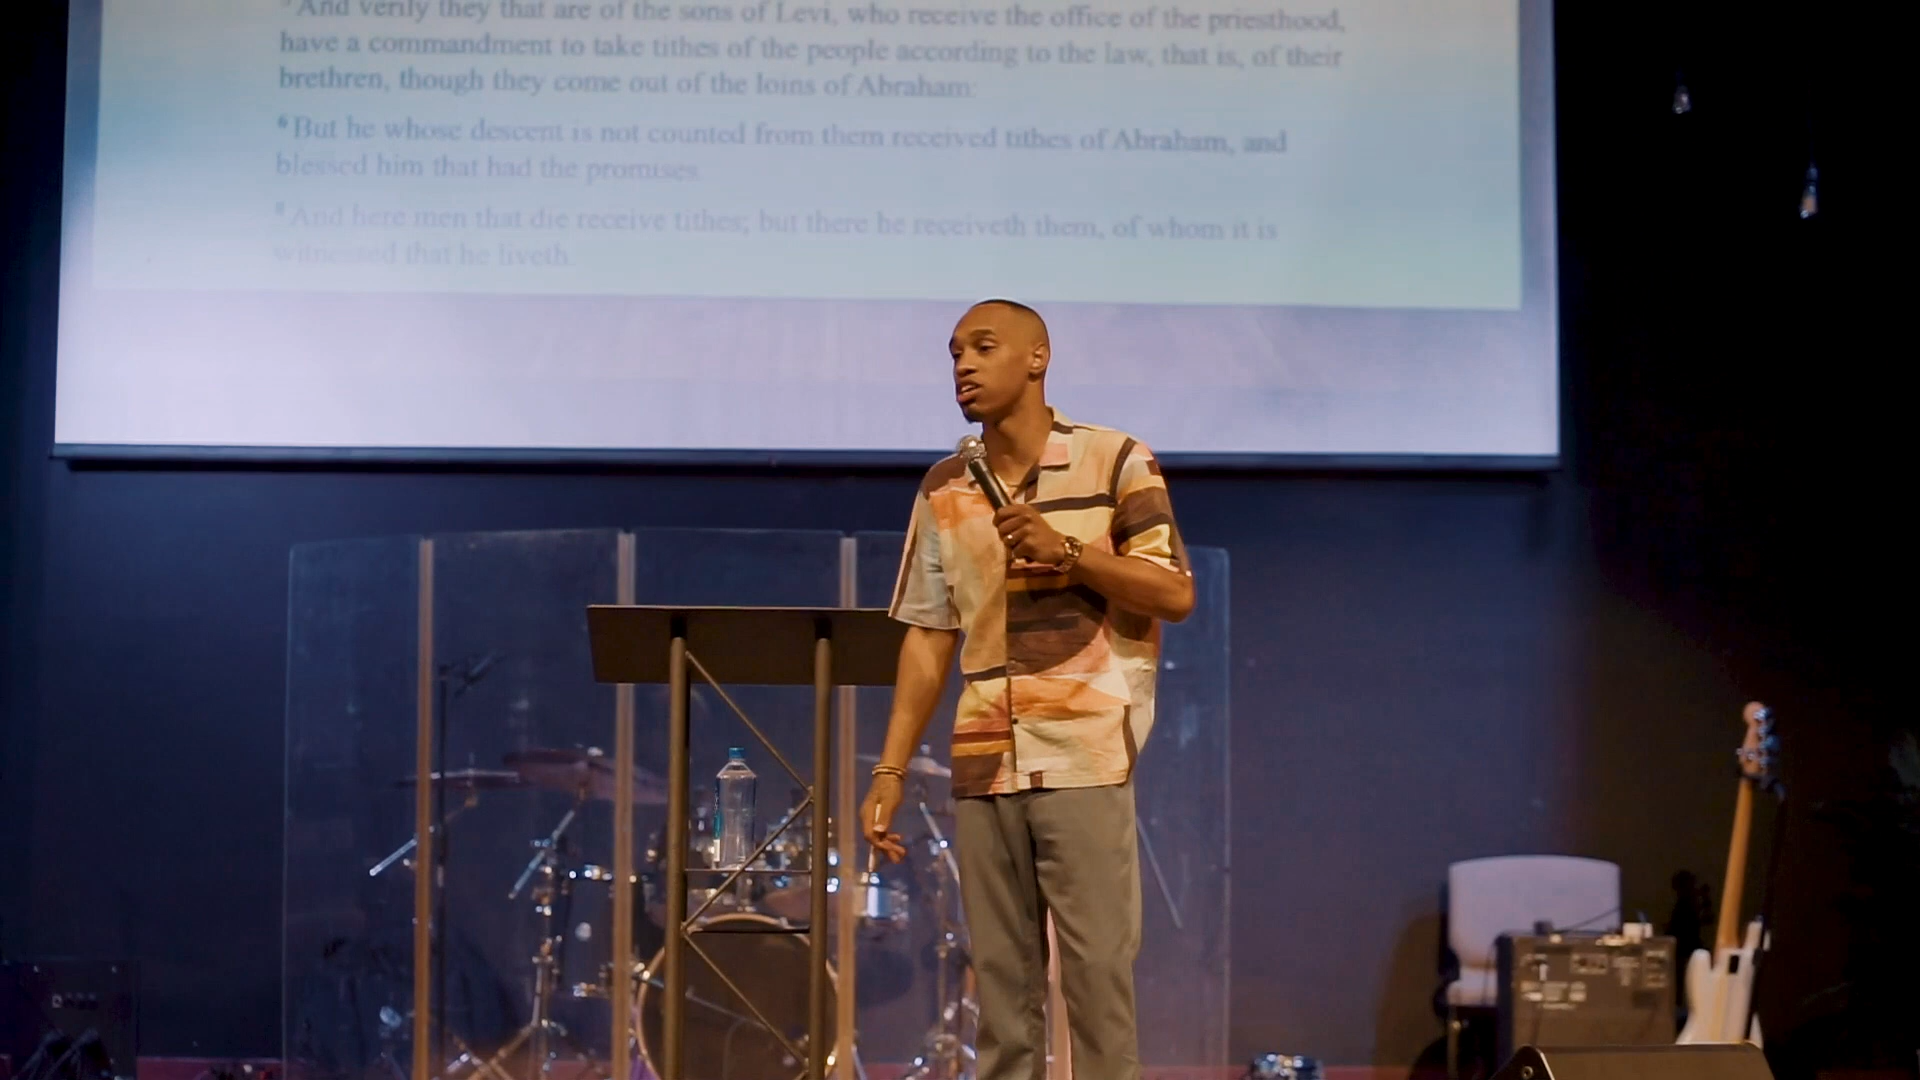 ⁵ And verily they that are of the sons of Levi, who receive the office of the priesthood,
have a commandment to take tithes of the people according to the law, that is, of their
brethren, though they come out of the loins of Abraham:
⁶ But he whose descent is not counted from them received tithes of Abraham, and
blessed him that had the promises.
⁸ And here men that die receive tithes; but there he receiveth them, of whom it is
witnessed that he liveth.